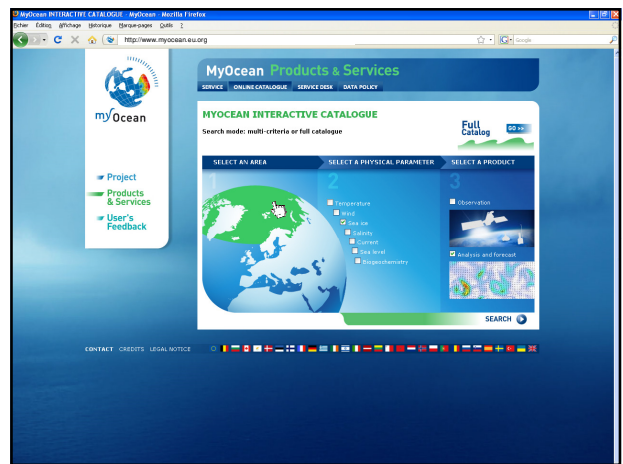 MyOcean INTERACTIVE CATALOGUE - MyOcean - Mozilla Firefox
Fichier Edition Affichage Historique Marque-pages Outils ?
http://www.myocean.eu.org
Google
MyOcean Products & Services
SERVICE ONLINE CATALOGUE SERVICE DESK DATA POLICY
my Ocean
MYOCEAN INTERACTIVE CATALOGUE
Search mode: multi-criteria or full catalogue
Full
Catalog
GO >>
SELECT AN AREA SELECT A PHYSICAL PARAMETER SELECT A PRODUCT
1 2 3
Project
Products
& Services
User's
Feedback
Temperature
Wind
Sea ice
Salinity
Current
Sea level
Biogeochemistry
Observation
Analysis and forecast
SEARCH
CONTACT CREDITS LEGAL NOTICE